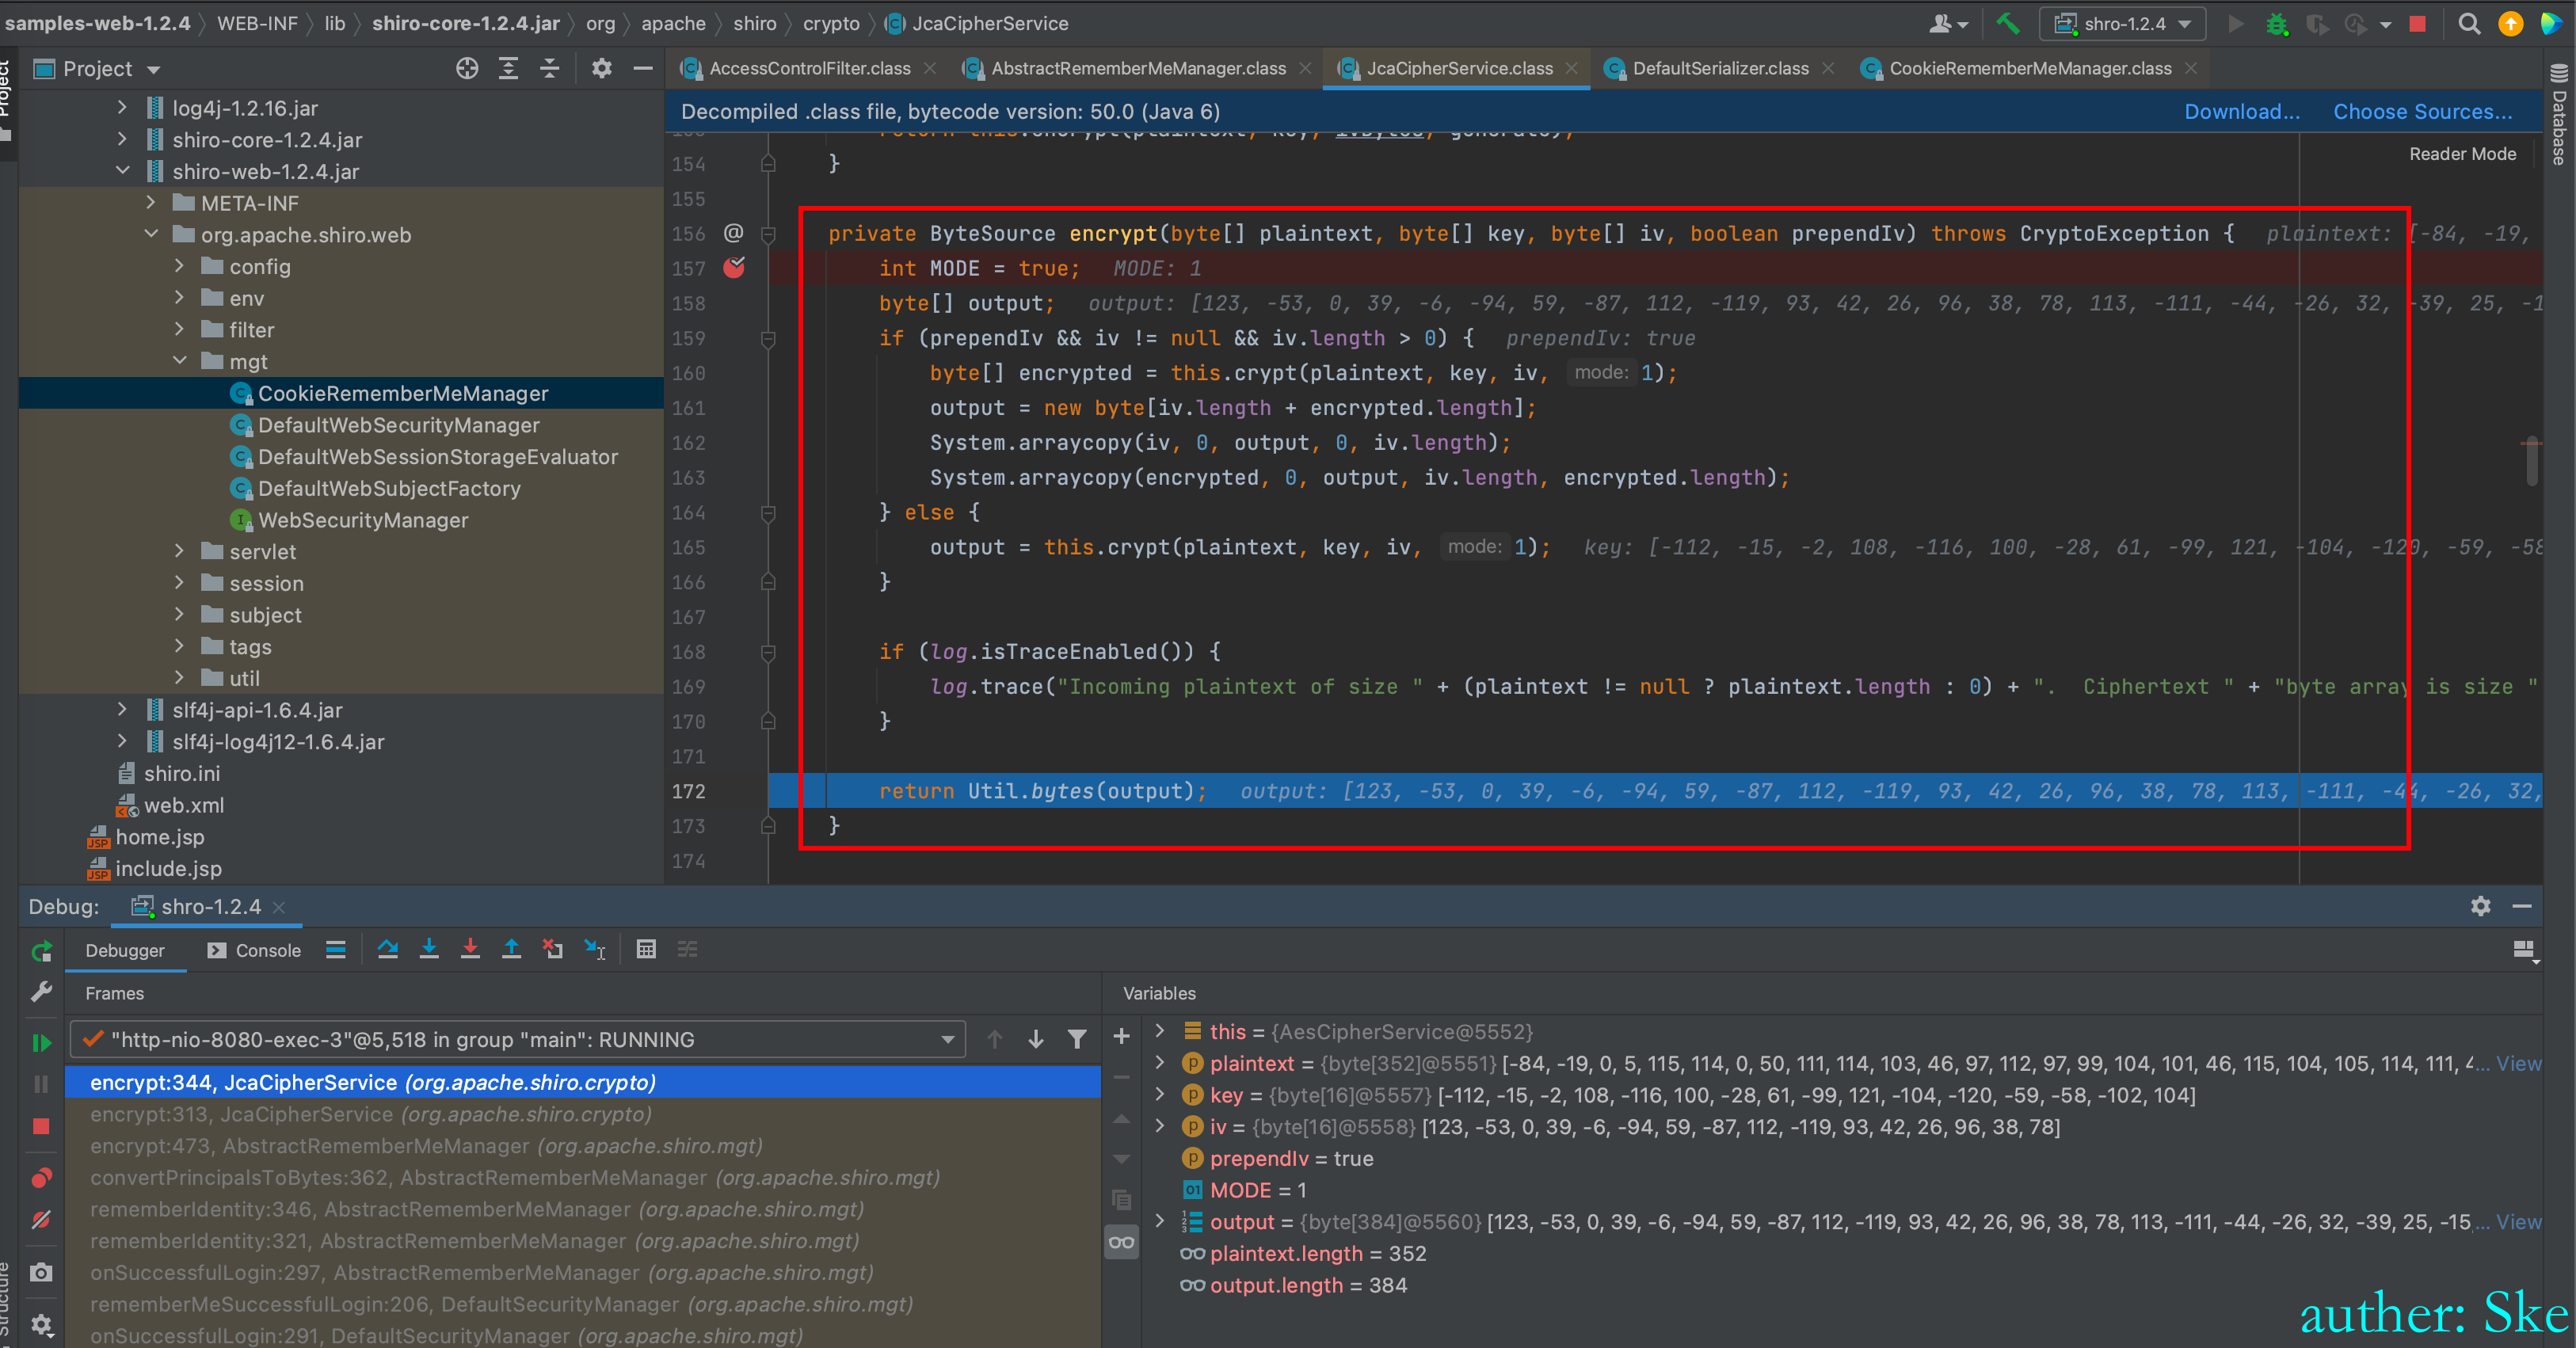 samples-web-1.2.4 〉 WEB-INF 〉 lib 〉 shiro-core-1.2.4.jar 〉 org 〉 apache 〉 shiro 〉 crypto 〉 JcaCipherService
shro-1.2.4
Project
Project
AccessControlFilter.class
AbstractRememberMeManager.class
JcaCipherService.class
DefaultSerializer.class
CookieRememberMeManager.class
Database
log4j-1.2.16.jar
shiro-core-1.2.4.jar
shiro-web-1.2.4.jar
META-INF
org.apache.shiro.web
config
env
filter
mgt
CookieRememberMeManager
DefaultWebSecurityManager
DefaultWebSessionStorageEvaluator
DefaultWebSubjectFactory
WebSecurityManager
servlet
session
subject
tags
util
slf4j-api-1.6.4.jar
slf4j-log4j12-1.6.4.jar
shiro.ini
web.xml
home.jsp
include.jsp
Decompiled .class file, bytecode version: 50.0 (Java 6)
Download...
Choose Sources...
Reader Mode
154 }
155
156 @ private ByteSource encrypt(byte[] plaintext, byte[] key, byte[] iv, boolean prependIv) throws CryptoException { plaintext: [-84, -19,
157 int MODE = true; MODE: 1
158 byte[] output; output: [123, -53, 0, 39, -6, -94, 59, -87, 112, -119, 93, 42, 26, 96, 38, 78, 113, -111, -44, -26, 32, -39, 25, -1
159 if (prependIv && iv != null && iv.length > 0) { prependIv: true
160 byte[] encrypted = this.crypt(plaintext, key, iv, mode: 1);
161 output = new byte[iv.length + encrypted.length];
162 System.arraycopy(iv, 0, output, 0, iv.length);
163 System.arraycopy(encrypted, 0, output, iv.length, encrypted.length);
164 } else {
165 output = this.crypt(plaintext, key, iv, mode: 1); key: [-112, -15, -2, 108, -116, 100, -28, 61, -99, 121, -104, -120, -59, -58
166 }
167
168 if (log.isTraceEnabled()) {
169 log.trace("Incoming plaintext of size " + (plaintext != null ? plaintext.length : 0) + ".  Ciphertext " + "byte array is size "
170 }
171
172 return Util.bytes(output); output: [123, -53, 0, 39, -6, -94, 59, -87, 112, -119, 93, 42, 26, 96, 38, 78, 113, -111, -44, -26, 32,
173 }
174
Debug: shro-1.2.4
Debugger
Console
Frames
"http-nio-8080-exec-3"@5,518 in group "main": RUNNING
encrypt:344, JcaCipherService (org.apache.shiro.crypto)
encrypt:313, JcaCipherService (org.apache.shiro.crypto)
encrypt:473, AbstractRememberMeManager (org.apache.shiro.mgt)
convertPrincipalsToBytes:362, AbstractRememberMeManager (org.apache.shiro.mgt)
rememberIdentity:346, AbstractRememberMeManager (org.apache.shiro.mgt)
rememberIdentity:321, AbstractRememberMeManager (org.apache.shiro.mgt)
onSuccessfulLogin:297, AbstractRememberMeManager (org.apache.shiro.mgt)
rememberMeSuccessfulLogin:206, DefaultSecurityManager (org.apache.shiro.mgt)
onSuccessfulLogin:291, DefaultSecurityManager (org.apache.shiro.mgt)
Structure
Variables
this = {AesCipherService@5552}
plaintext = {byte[352]@5551} [-84, -19, 0, 5, 115, 114, 0, 50, 111, 114, 103, 46, 97, 112, 97, 99, 104, 101, 46, 115, 104, 105, 114, 111, 4... View
key = {byte[16]@5557} [-112, -15, -2, 108, -116, 100, -28, 61, -99, 121, -104, -120, -59, -58, -102, 104]
iv = {byte[16]@5558} [123, -53, 0, 39, -6, -94, 59, -87, 112, -119, 93, 42, 26, 96, 38, 78]
prependIv = true
MODE = 1
output = {byte[384]@5560} [123, -53, 0, 39, -6, -94, 59, -87, 112, -119, 93, 42, 26, 96, 38, 78, 113, -111, -44, -26, 32, -39, 25, -15,... View
plaintext.length = 352
output.length = 384
auther: Ske